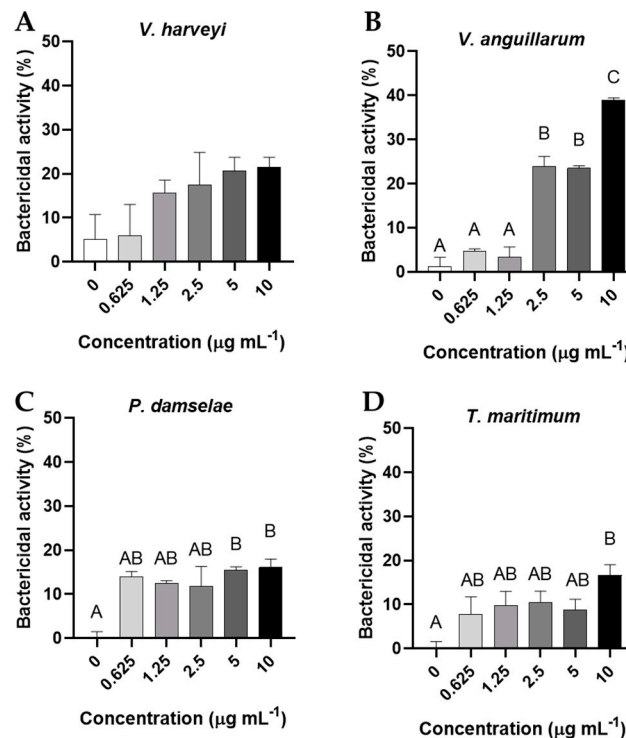 A
V. harveyi
Bactericidal activity (%)
50
40
30
20
10
0
0
0.625
1.25
2.5
5
10
Concentration (μg mL⁻¹)
B
V. anguillarum
Bactericidal activity (%)
50
40
30
20
10
0
A
A
A
B
B
C
0
0.625
1.25
2.5
5
10
Concentration (μg mL⁻¹)
C
P. damselae
Bactericidal activity (%)
50
40
30
20
10
0
A
AB
AB
AB
B
B
0
0.625
1.25
2.5
5
10
Concentration (μg mL⁻¹)
D
T. maritimum
Bactericidal activity (%)
50
40
30
20
10
0
A
AB
AB
AB
AB
B
0
0.625
1.25
2.5
5
10
Concentration (μg mL⁻¹)